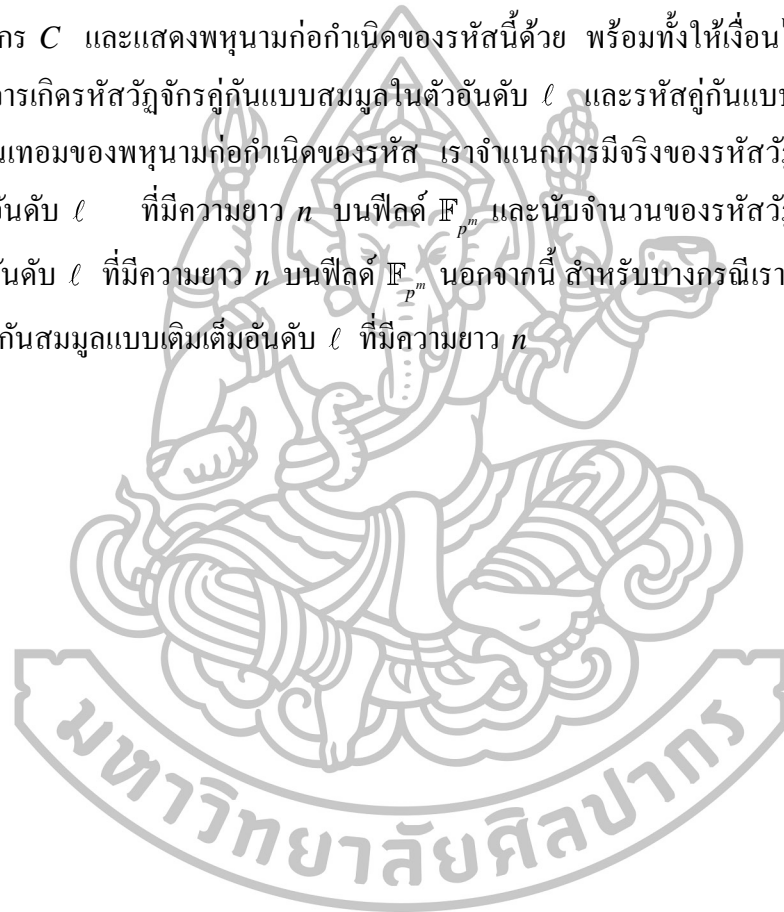 กร C และแสดงพหุนามก่อกำเนิดของรหัสนี้ด้วย พร้อมทั้งให้เงื่อน
ารเกิดรหัสวัฏจักรคู่กันแบบสมมูลในตัวอันดับ ℓ และรหัสคู่กันแบบ
นเทอมของพหุนามก่อกำเนิดของรหัส เราจำแนกการมีจริงของรหัสวั
อันดับ ℓ ที่มีความยาว n บนฟีลด์ 𝔽_{p^m} และนับจำนวนของรหัสวั
อันดับ ℓ ที่มีความยาว n บนฟีลด์ 𝔽_{p^m} นอกจากนี้ สำหรับบางกรณีเรา
กันสมมูลแบบเติมเต็มอันดับ ℓ ที่มีความยาว n
มหาวิทยาลัยศิลปากร